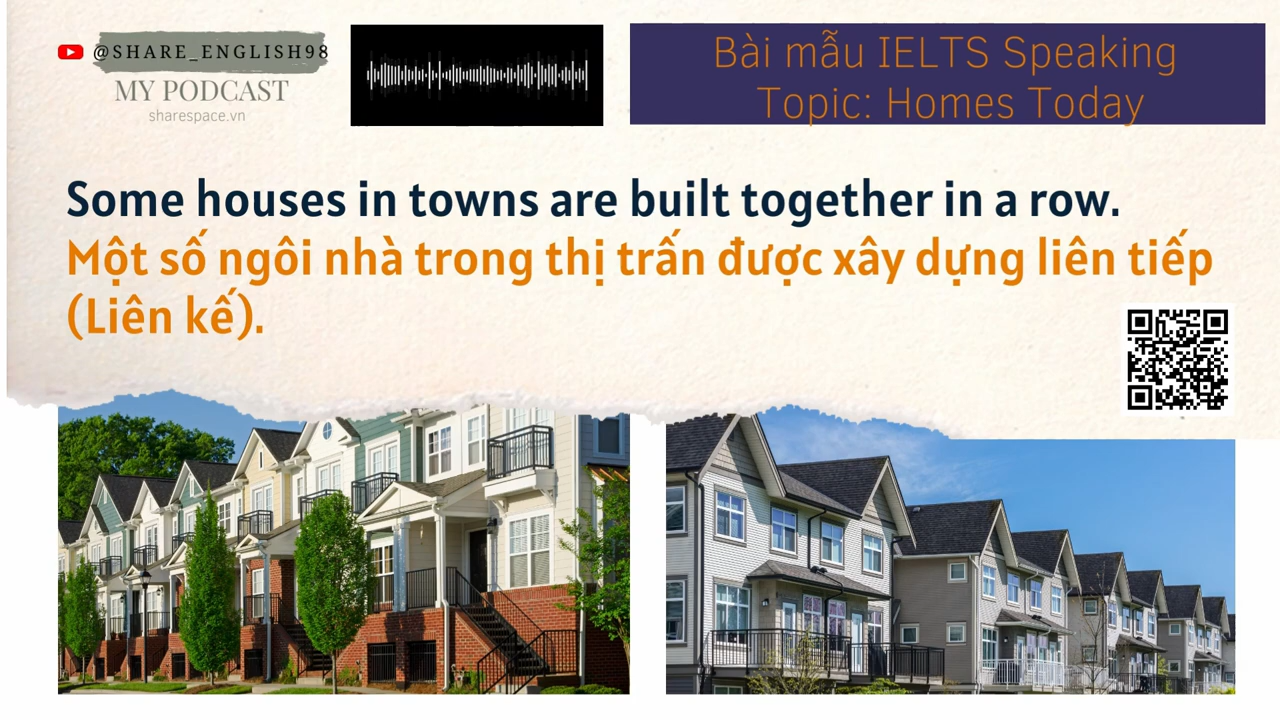 @SHARE_ENGLISH98
MY PODCAST
sharespace.vn
Bài mẫu IELTS Speaking
Topic: Homes Today
Some houses in towns are built together in a row.
Một số ngôi nhà trong thị trấn được xây dựng liên tiếp
(Liên kế).